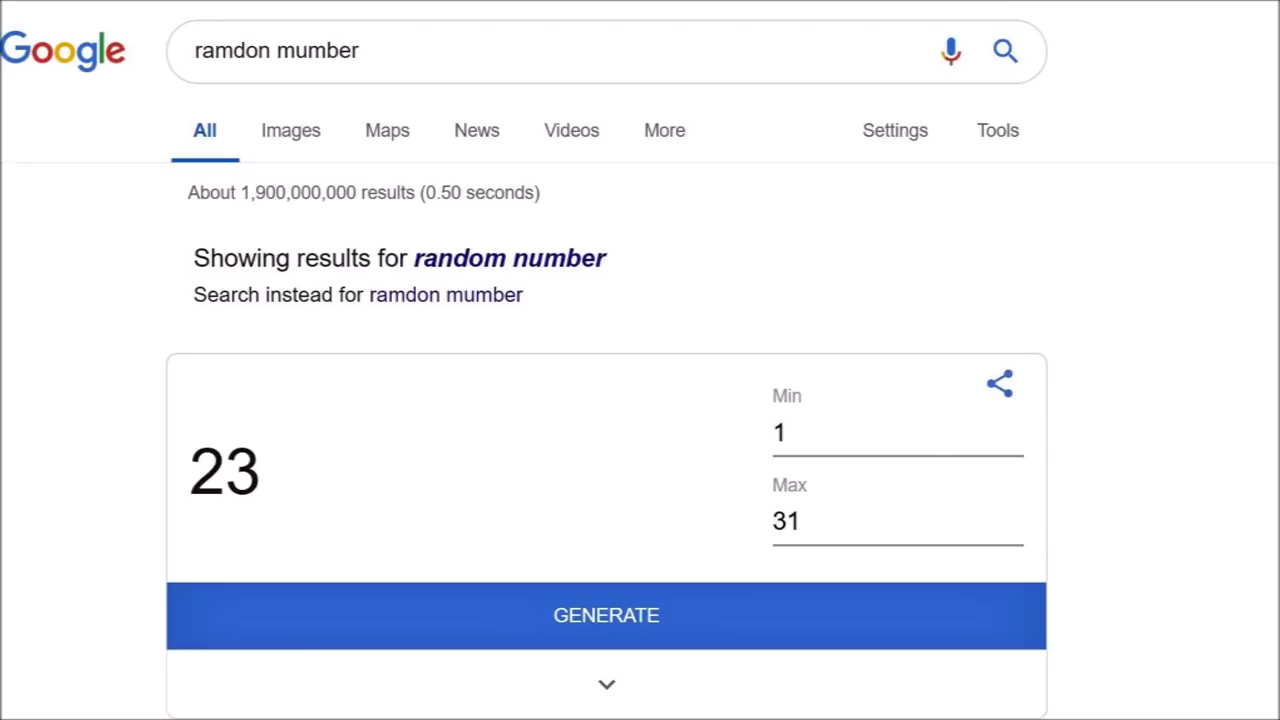 Google
ramdon mumber
All Images Maps News Videos More Settings Tools
About 1,900,000,000 results (0.50 seconds)
Showing results for random number
Search instead for ramdon mumber
Min
1
23
Max
31
GENERATE